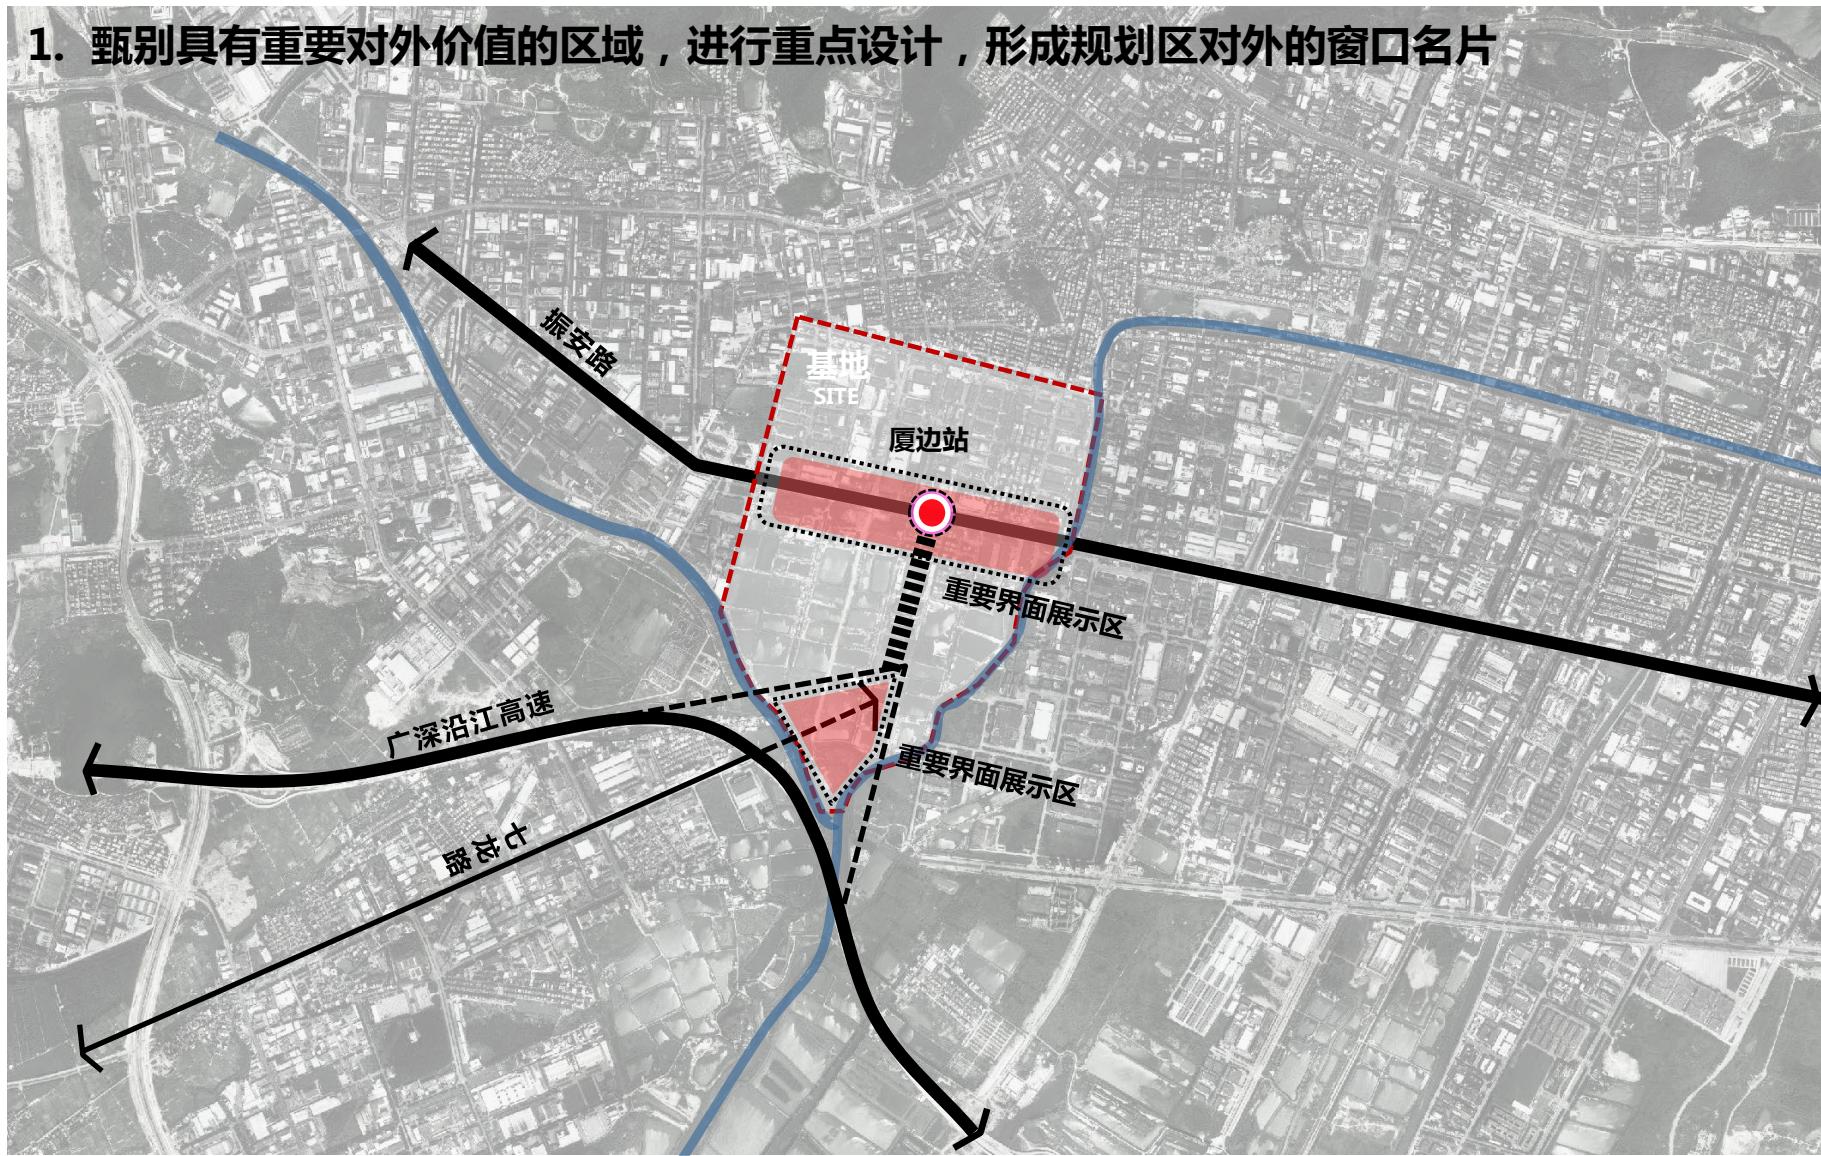 1. 甄别具有重要对外价值的区域，进行重点设计，形成规划区对外的窗口名片
振安路
基地
SITE
厦边站
重要界面展示区
广深沿江高速
重要界面展示区
七龙路